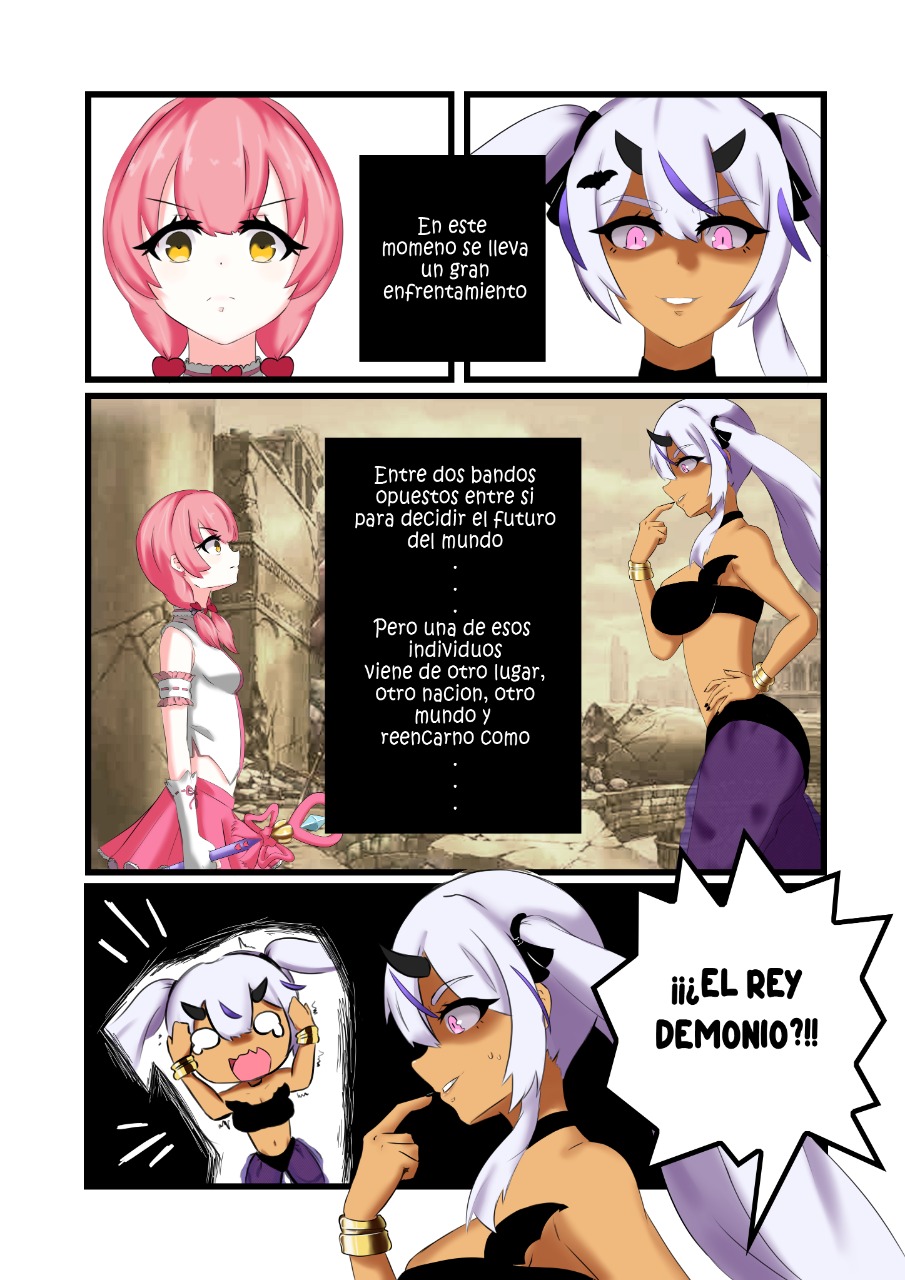 En este
momeno se lleva
un gran
enfrentamiento
Entre dos bandos
opuestos entre si
para decidir el futuro
del mundo
.
.
.
Pero una de esos
individuos
viene de otro lugar,
otro nacion, otro
mundo y
reencarno como
.
.
.
¡¡¿EL REY
DEMONIO?!!